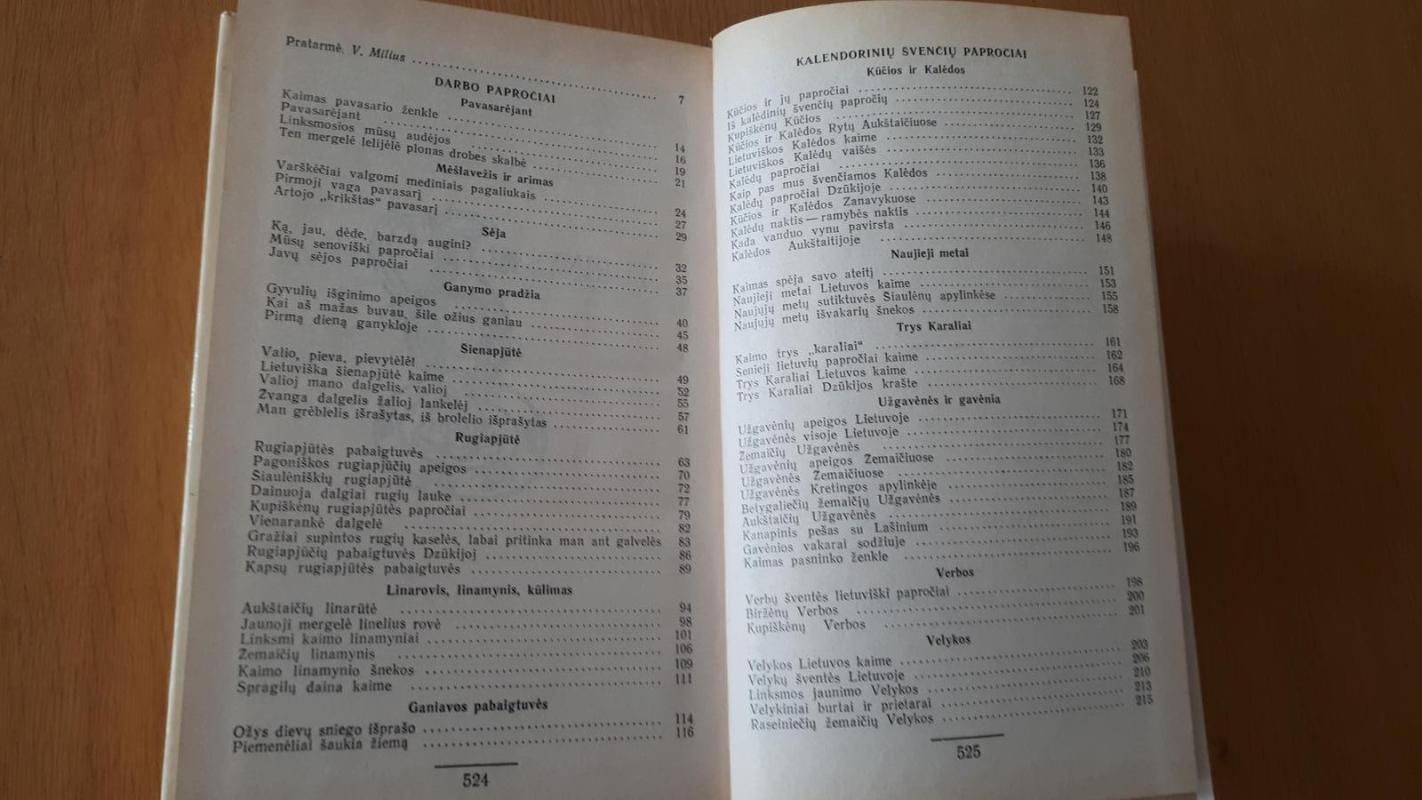 Pratarmė, V. Milius ........ 7
DARBO PAPROČIAI
Pavasarėjant
Kaimas pavasario ženkle ........ 14
Pavasarėjant ........ 16
Linksmosios mūsų audėjos ........ 19
Ten mergelė lelijėlė plonas drobes skalbė ........ 21
Mėšlavežis ir arimas
Varškėčiai valgomi mediniais pagaliukais ........ 24
Pirmoji vaga pavasarį ........ 27
Artojo „krikštas" pavasarį ........ 29
Sėja
Ką, jau, dėde, barzdą augini? ........ 32
Mūsų senoviški papročiai ........ 35
Javų sėjos papročiai ........ 37
Ganymo pradžia
Gyvulių išginimo apeigos ........ 40
Kai aš mažas buvau, šile ožius ganiau ........ 45
Pirmą dieną ganykloje ........ 48
Šienapjūtė
Valio, pieva, pievytėlė! ........ 49
Lietuviška šienapjūtė kaime ........ 52
Valioj mano dalgelis, valioj ........ 55
Žvanga dalgelis žalioj lankelėj ........ 57
Man grėblelis išrašytas, iš brolelio išprašytas ........ 61
Rugiapjūtė
Rugiapjūtės pabaigtuvės ........ 63
Pagoniškos rugiapjūčių apeigos ........ 70
Šiaulėniškių rugiapjūtė ........ 72
Dainuoja dalgiai rugių lauke ........ 77
Kupiškėnų rugiapjūtės papročiai ........ 79
Vienarankė dalgelė ........ 82
Gražiai supintos rugių kaselės, labai pritinka man ant galvelės 83
Rugiapjūčių pabaigtuvės Dzūkijoj ........ 86
Kapsų rugiapjūtės pabaigtuvės ........ 89
Linarovis, linamynis, kūlimas
Aukštaičių linarūtė ........ 94
Jaunoji mergelė linelius rovė ........ 98
Linksmi kaimo linamyniai ........ 101
Žemaičių linamynis ........ 106
Kaimo linamynio šnekos ........ 109
Spragilų daina kaime ........ 111
Ganiavos pabaigtuvės
Ožys dievų sniego išprašo ........ 114
Piemenėliai šaukia žiemą ........ 116
524
KALENDORINIŲ ŠVENČIŲ PAPROČIAI
Kūčios ir Kalėdos
Kūčios ir jų papročiai ........ 122
Iš kalėdinių švenčių papročių ........ 124
Kupiškėnų Kūčios ........ 127
Kūčios ir Kalėdos Rytų Aukštaičiuose ........ 129
Lietuviškos Kalėdos kaime ........ 132
Lietuviškos Kalėdų vaišės ........ 133
Kalėdų papročiai ........ 136
Kaip pas mus švenčiamos Kalėdos ........ 138
Kalėdų papročiai Dzūkijoje ........ 140
Kūčios ir Kalėdos Zanavykuose ........ 143
Kalėdų naktis — ramybės naktis ........ 144
Kada vanduo vynu pavirsta ........ 146
Kalėdos Aukštaitijoje ........ 148
Naujieji metai
Kaimas spėja savo ateitį ........ 151
Naujieji metai Lietuvos kaime ........ 153
Naujųjų metų sutiktuvės Šiaulėnų apylinkėse ........ 155
Naujųjų metų išvakarių šnekos ........ 158
Trys Karaliai
Kaimo trys „karaliai" ........ 161
Senieji lietuvių papročiai kaime ........ 162
Trys Karaliai Lietuvos kaime ........ 164
Trys Karaliai Dzūkijos krašte ........ 168
Užgavėnės ir gavėnia
Užgavėnių apeigos Lietuvoje ........ 171
Užgavėnės visoje Lietuvoje ........ 174
Žemaičių Užgavėnės ........ 177
Užgavėnių apeigos Žemaičiuose ........ 180
Užgavėnės Žemaičiuose ........ 182
Užgavėnės Kretingos apylinkėje ........ 185
Betygaliečių žemaičių Užgavėnės ........ 187
Aukštaičių Užgavėnės ........ 189
Kanapinis pešas su Lašinium ........ 191
Gavėnios vakarai sodžiuje ........ 193
Kaimas pasninko ženkle ........ 196
Verbos
Verbų šventės lietuviški papročiai ........ 198
Biržėnų Verbos ........ 200
Kupiškėnų Verbos ........ 201
Velykos
Velykos Lietuvos kaime ........ 203
Velykų šventės Lietuvoje ........ 206
Linksmos jaunimo Velykos ........ 210
Velykiniai burtai ir prietarai ........ 213
Raseiniečių žemaičių Velykos ........ 215
525